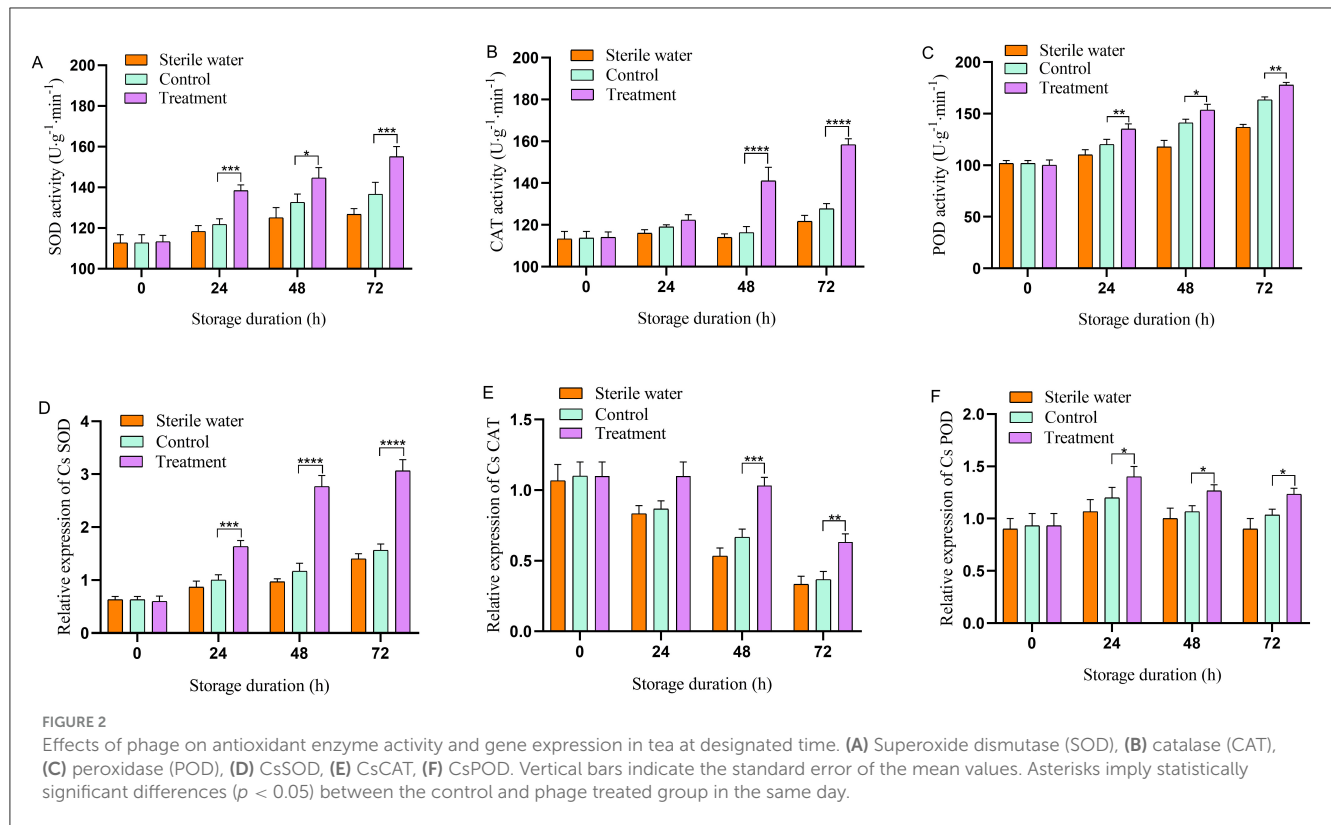 A
Sterile water
Control
Treatment
SOD activity (U·g⁻¹·min⁻¹)
200
180
160
140
120
100
***
*
***
0 24 48 72
Storage duration (h)
B
Sterile water
Control
Treatment
CAT activity (U·g⁻¹·min⁻¹)
200
180
160
140
120
100
****
****
0 24 48 72
Storage duration (h)
C
Sterile water
Control
Treatment
POD activity (U·g⁻¹·min⁻¹)
200
150
100
50
0
**
*
**
0 24 48 72
Storage duration (h)
D
Sterile water
Control
Treatment
Relative expression of Cs SOD
4
3
2
1
0
***
****
****
0 24 48 72
Storage duration (h)
E
Sterile water
Control
Treatment
Relative expression of Cs CAT
1.5
1.0
0.5
0.0
***
**
0 24 48 72
Storage duration (h)
F
Sterile water
Control
Treatment
Relative expression of Cs POD
2.0
1.5
1.0
0.5
0.0
*
*
*
0 24 48 72
Storage duration (h)
FIGURE 2
Effects of phage on antioxidant enzyme activity and gene expression in tea at designated time. (A) Superoxide dismutase (SOD), (B) catalase (CAT),
(C) peroxidase (POD), (D) CsSOD, (E) CsCAT, (F) CsPOD. Vertical bars indicate the standard error of the mean values. Asterisks imply statistically
significant differences (p < 0.05) between the control and phage treated group in the same day.